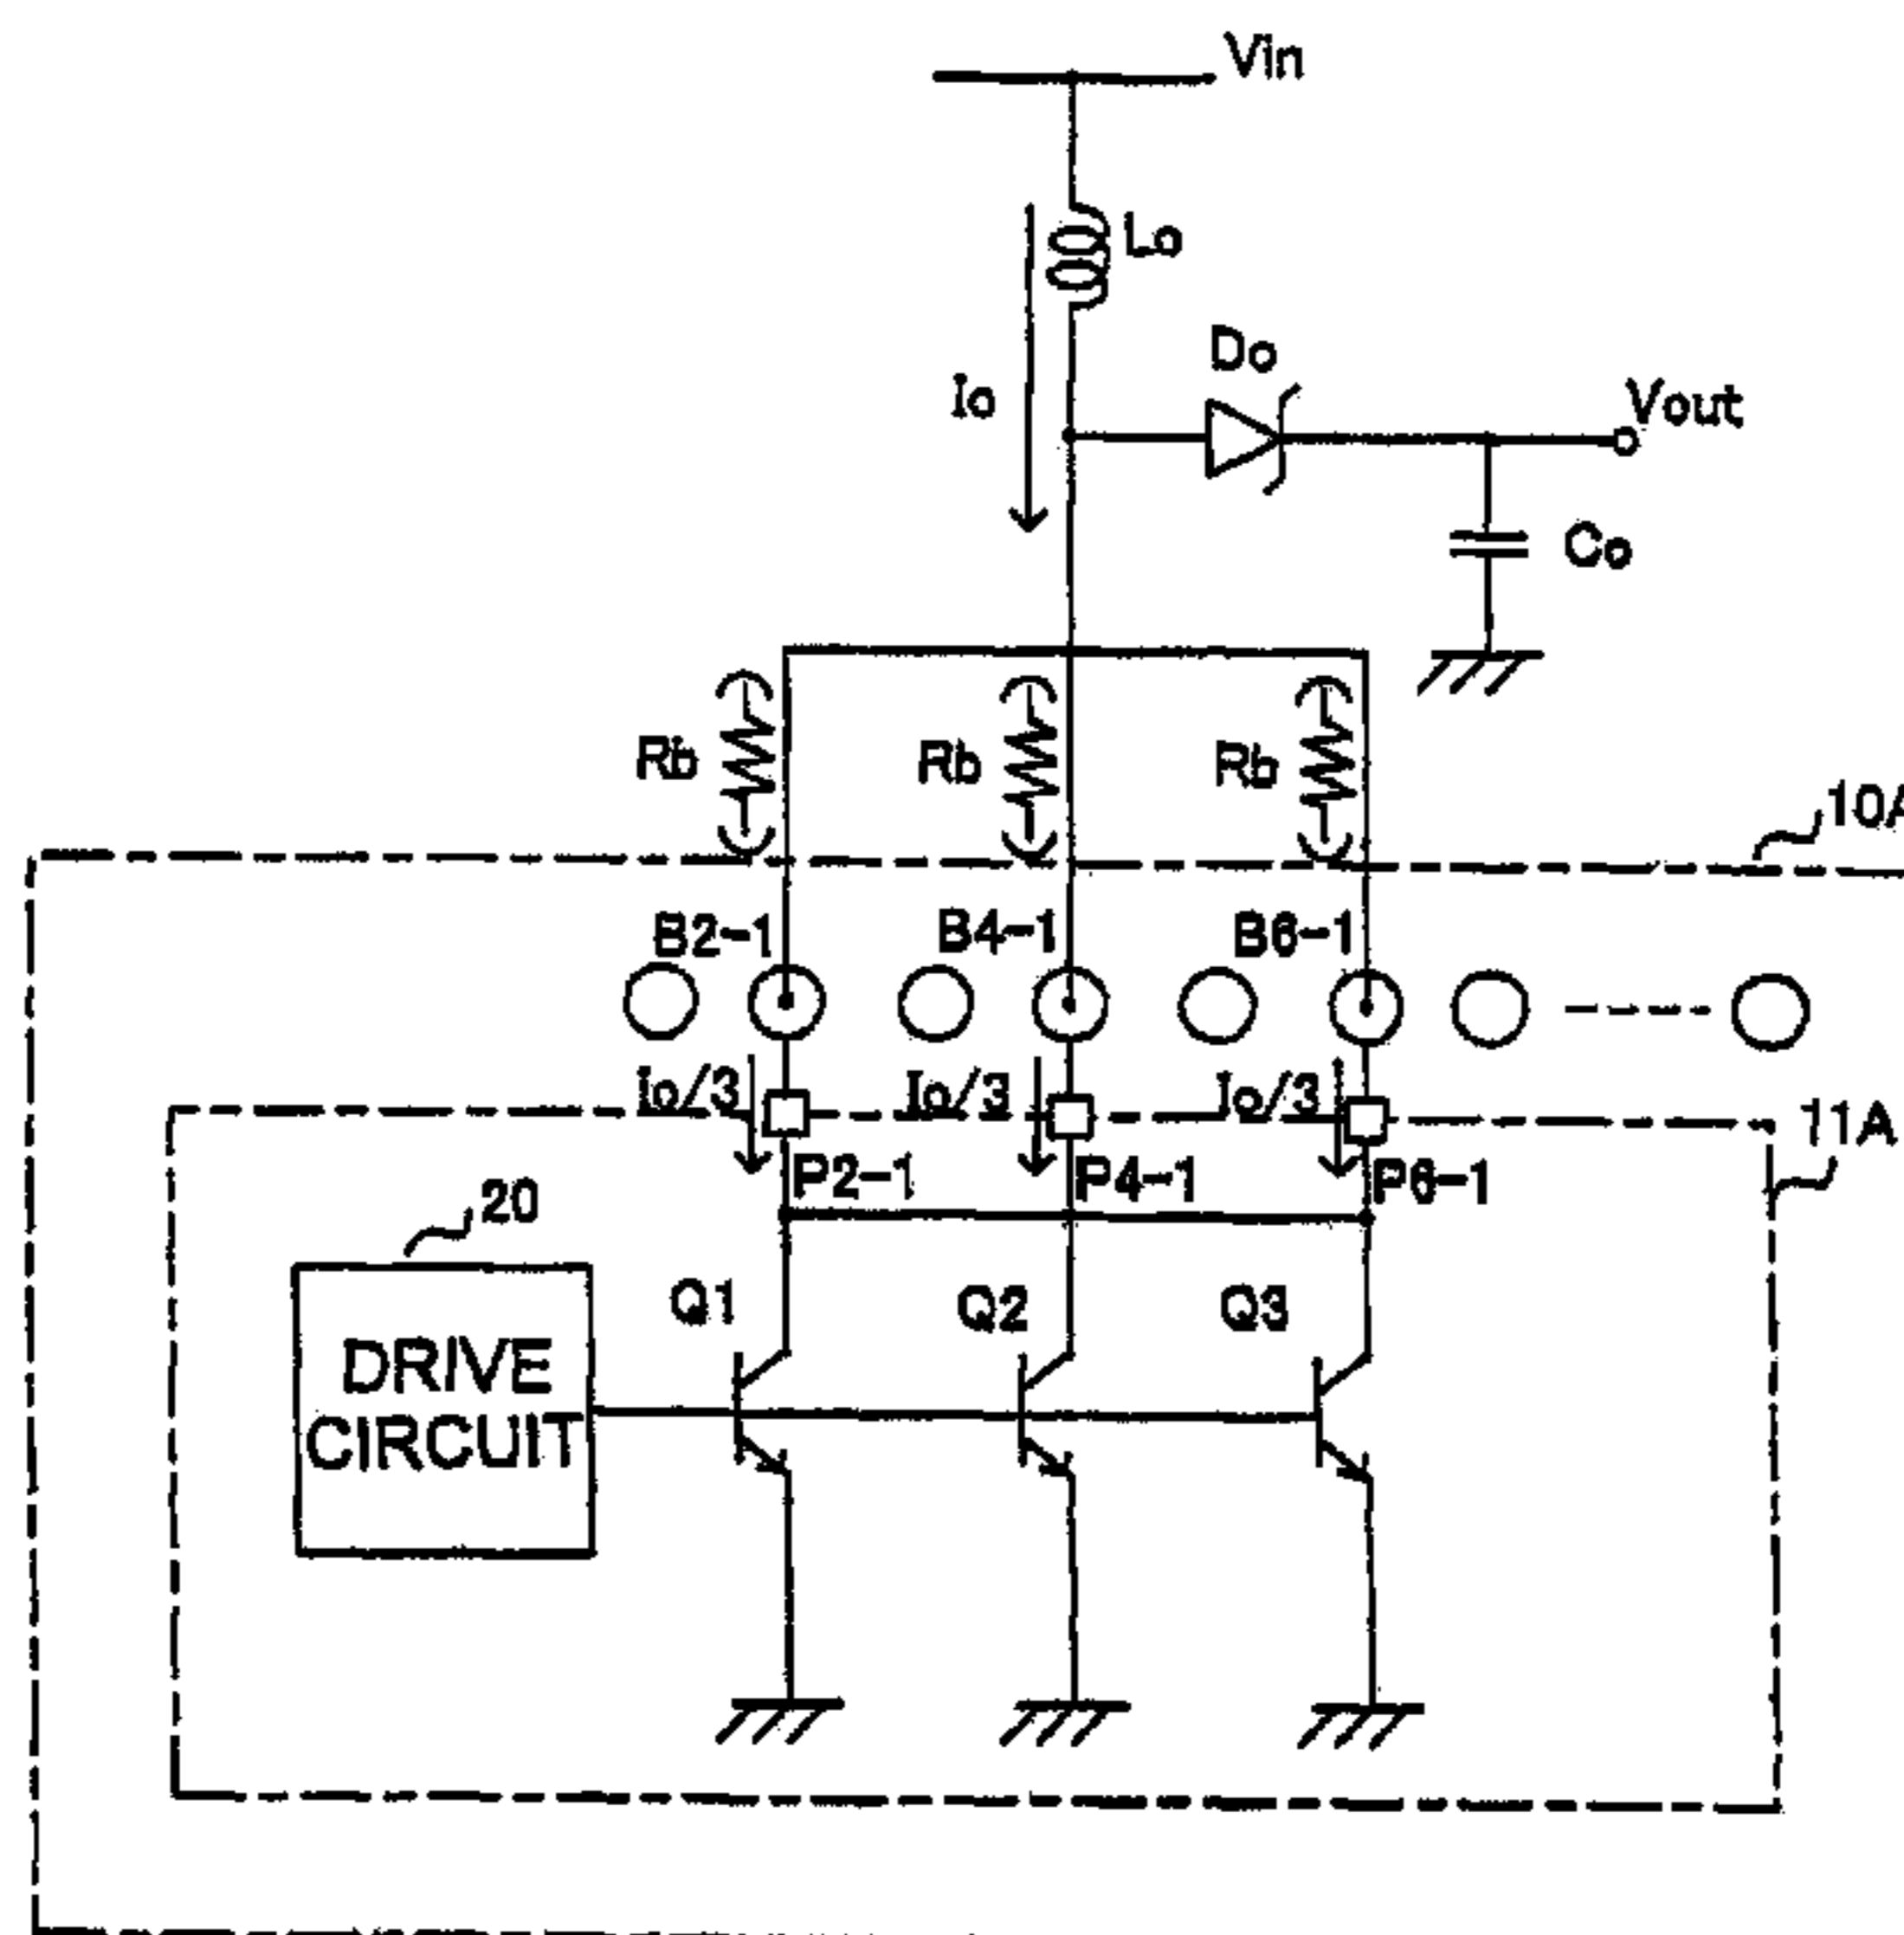 Vin
Lo
Do
Io
Vout
Co
Rb
Rb
Rb
10A
B2-1
B4-1
B6-1
Io/3
Io/3
Io/3
11A
P2-1
P4-1
P6-1
20
Q1
Q2
Q3
DRIVE
CIRCUIT